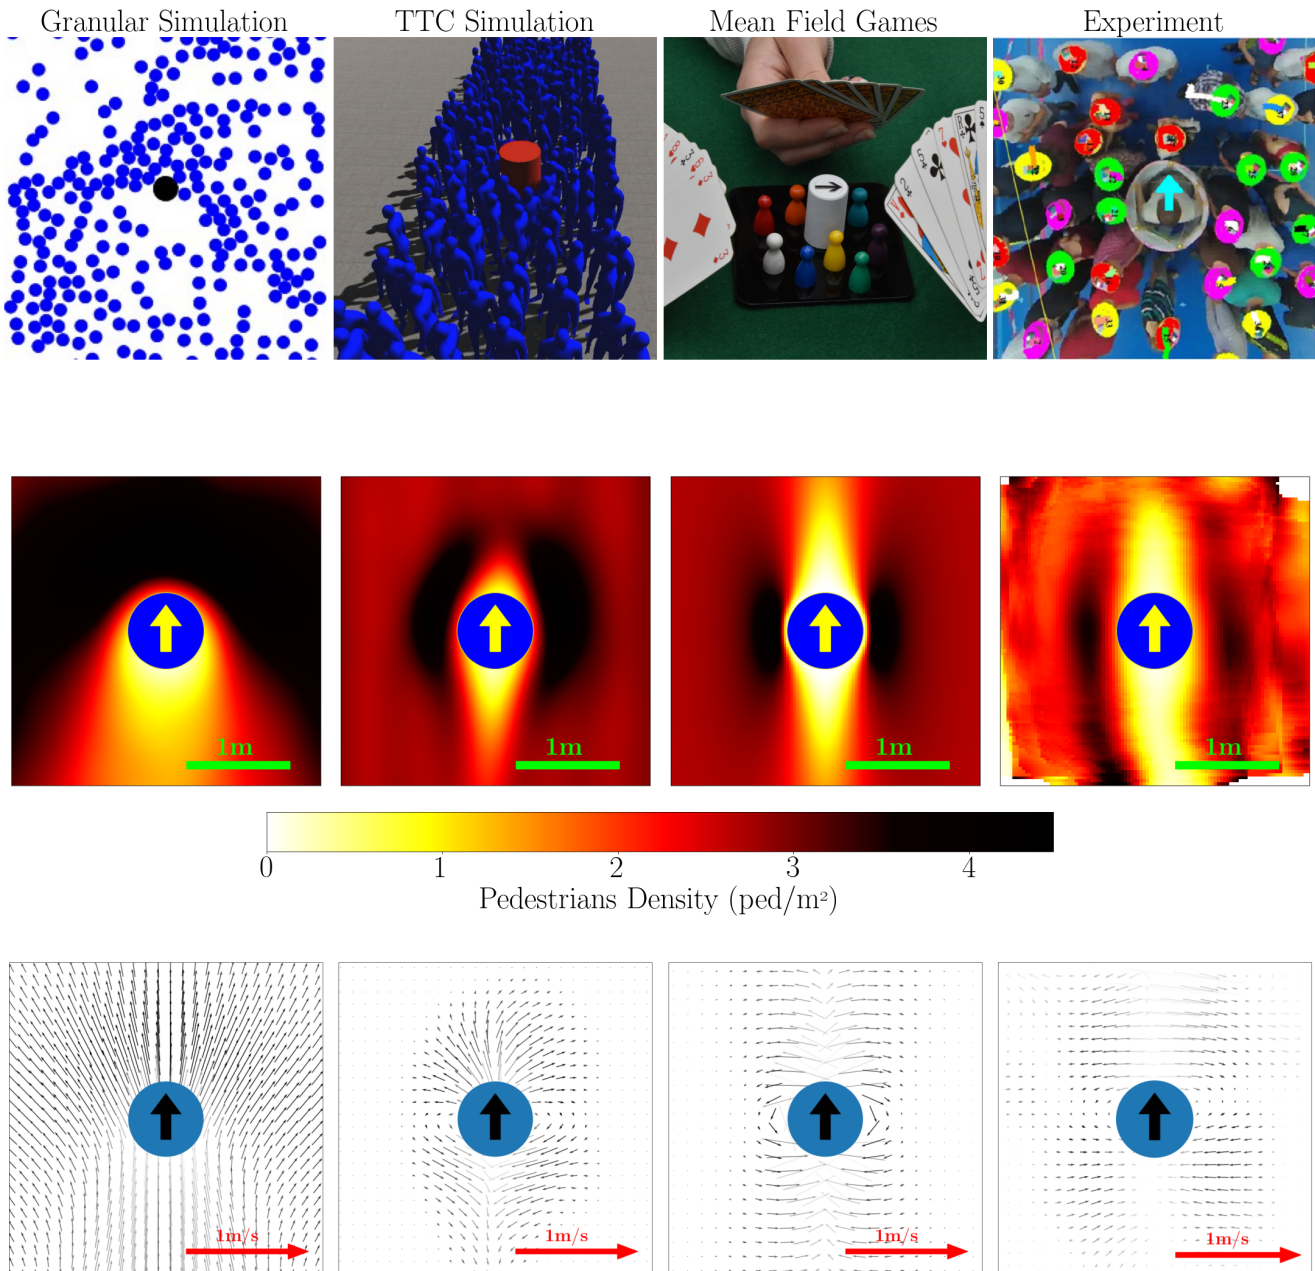 Granular Simulation
TTC Simulation
Mean Field Games
Experiment
1m
1m
1m
1m
0 1 2 3 4
Pedestrians Density (ped/m²)
1m/s
1m/s
1m/s
1m/s